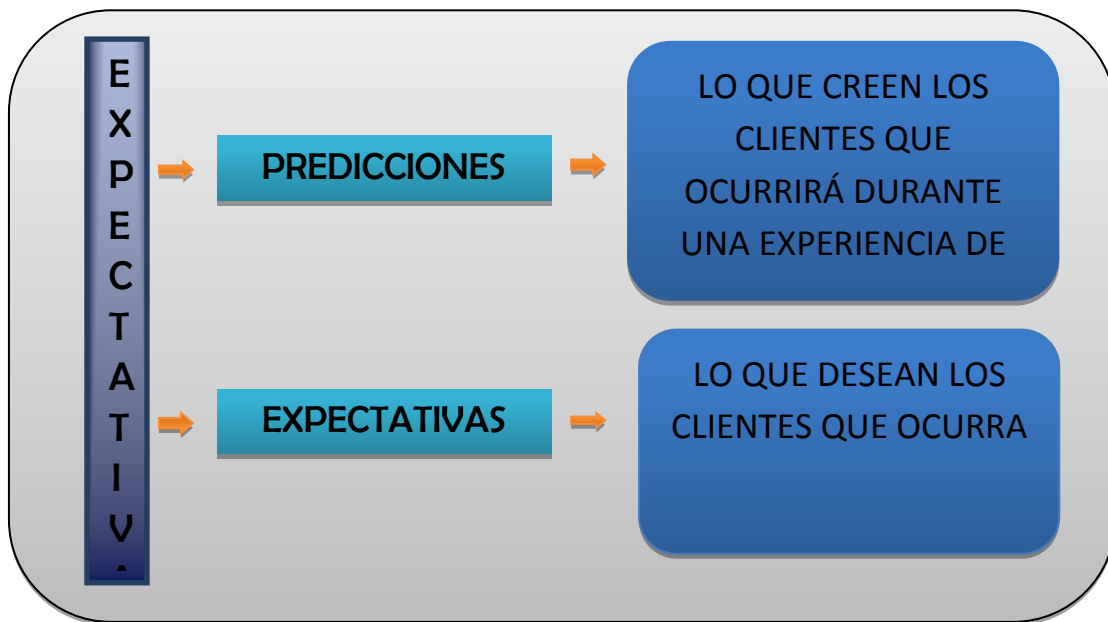 E
X
P
E
C
T
A
T
I
V
PREDICCIONES
LO QUE CREEN LOS
CLIENTES QUE
OCURRIRÁ DURANTE
UNA EXPERIENCIA DE
EXPECTATIVAS
LO QUE DESEAN LOS
CLIENTES QUE OCURRA